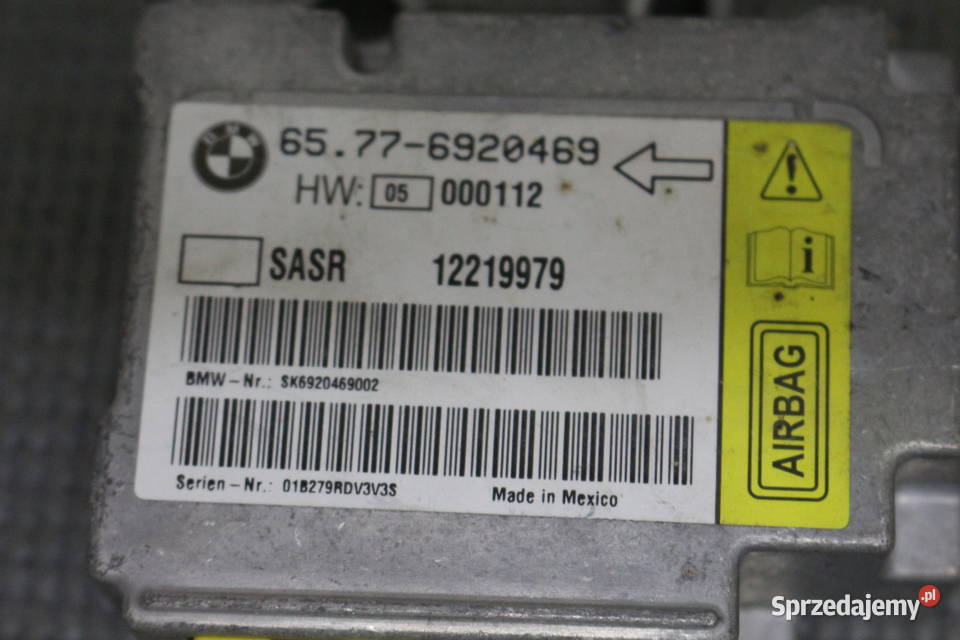 BMW
65.77-6920469
HW: 05 000112
SASR 12219979
BMW-Nr.: SK6920469002
Serien-Nr.: 01B279RDV3V3S
Made in Mexico
i
AIRBAG
Sprzedajemy.pl